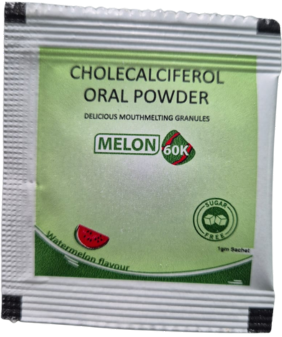 CHOLECALCIFEROL
ORAL POWDER
DELICIOUS MOUTHMELTING GRANULES
MELON 60K
SUGAR
FREE
Watermelon flavour
1gm Sachet